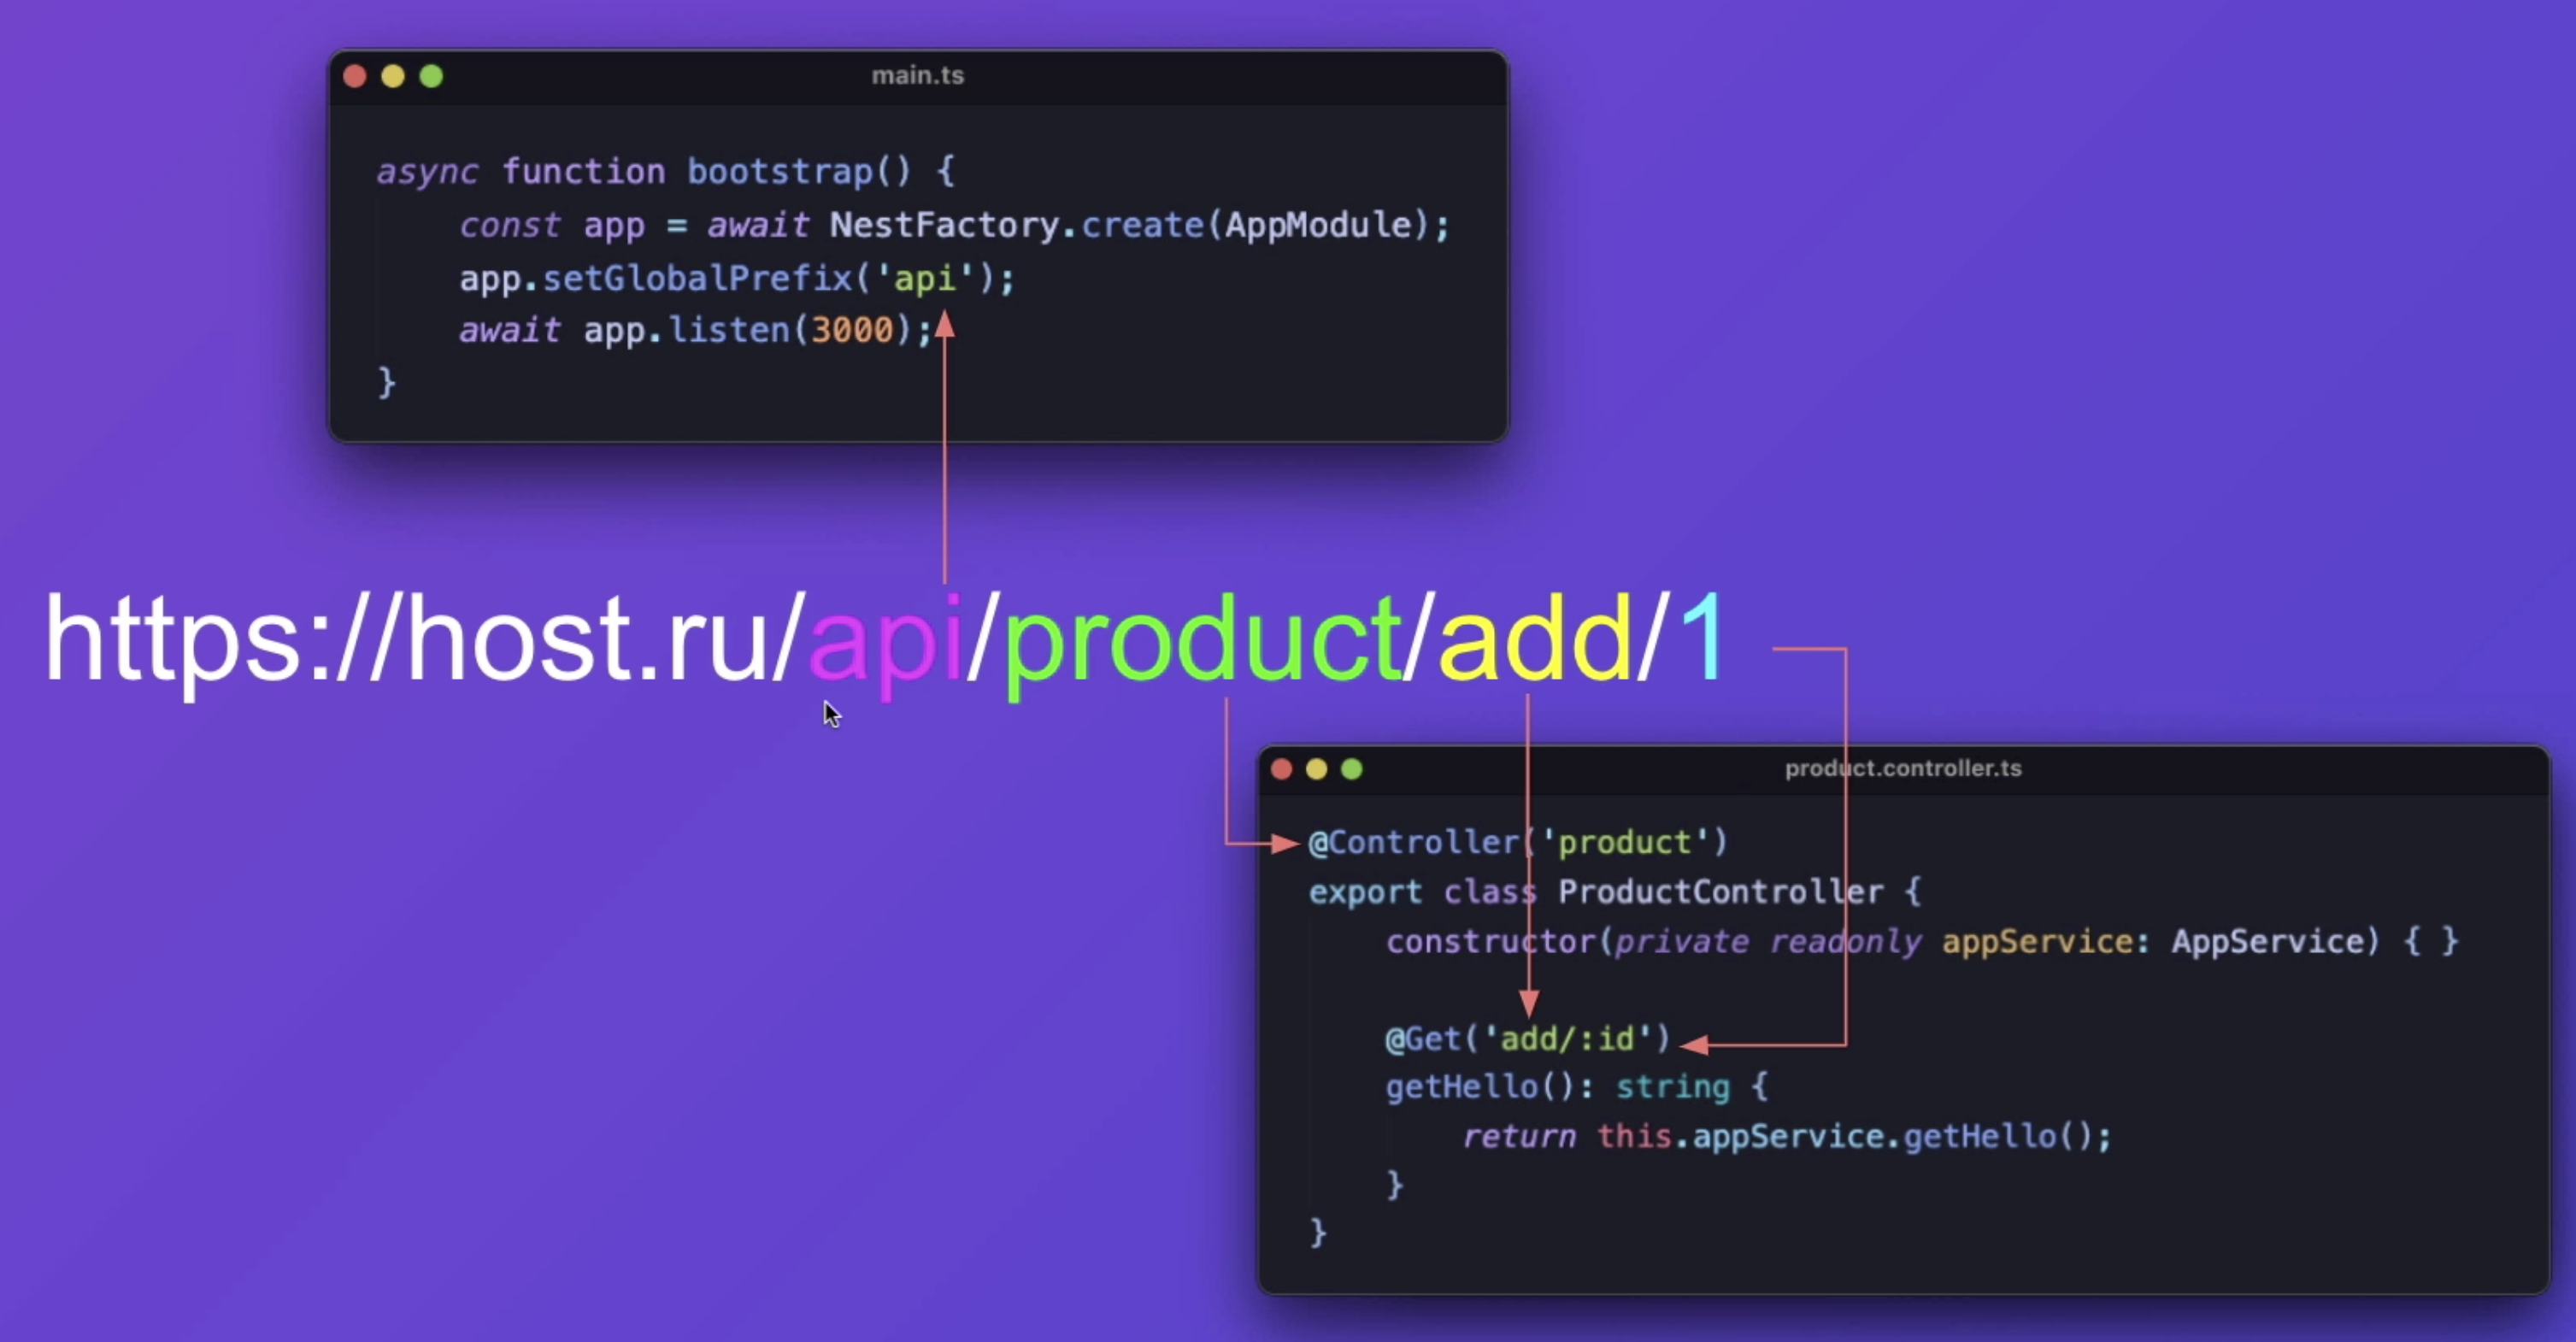 main.ts
async function bootstrap() {
const app = await NestFactory.create(AppModule);
app.setGlobalPrefix('api');
await app.listen(3000);
}
https://host.ru/api/product/add/1
product.controller.ts
@Controller('product')
export class ProductController {
constructor(private readonly appService: AppService) { }
@Get('add/:id')
getHello(): string {
return this.appService.getHello();
}
}